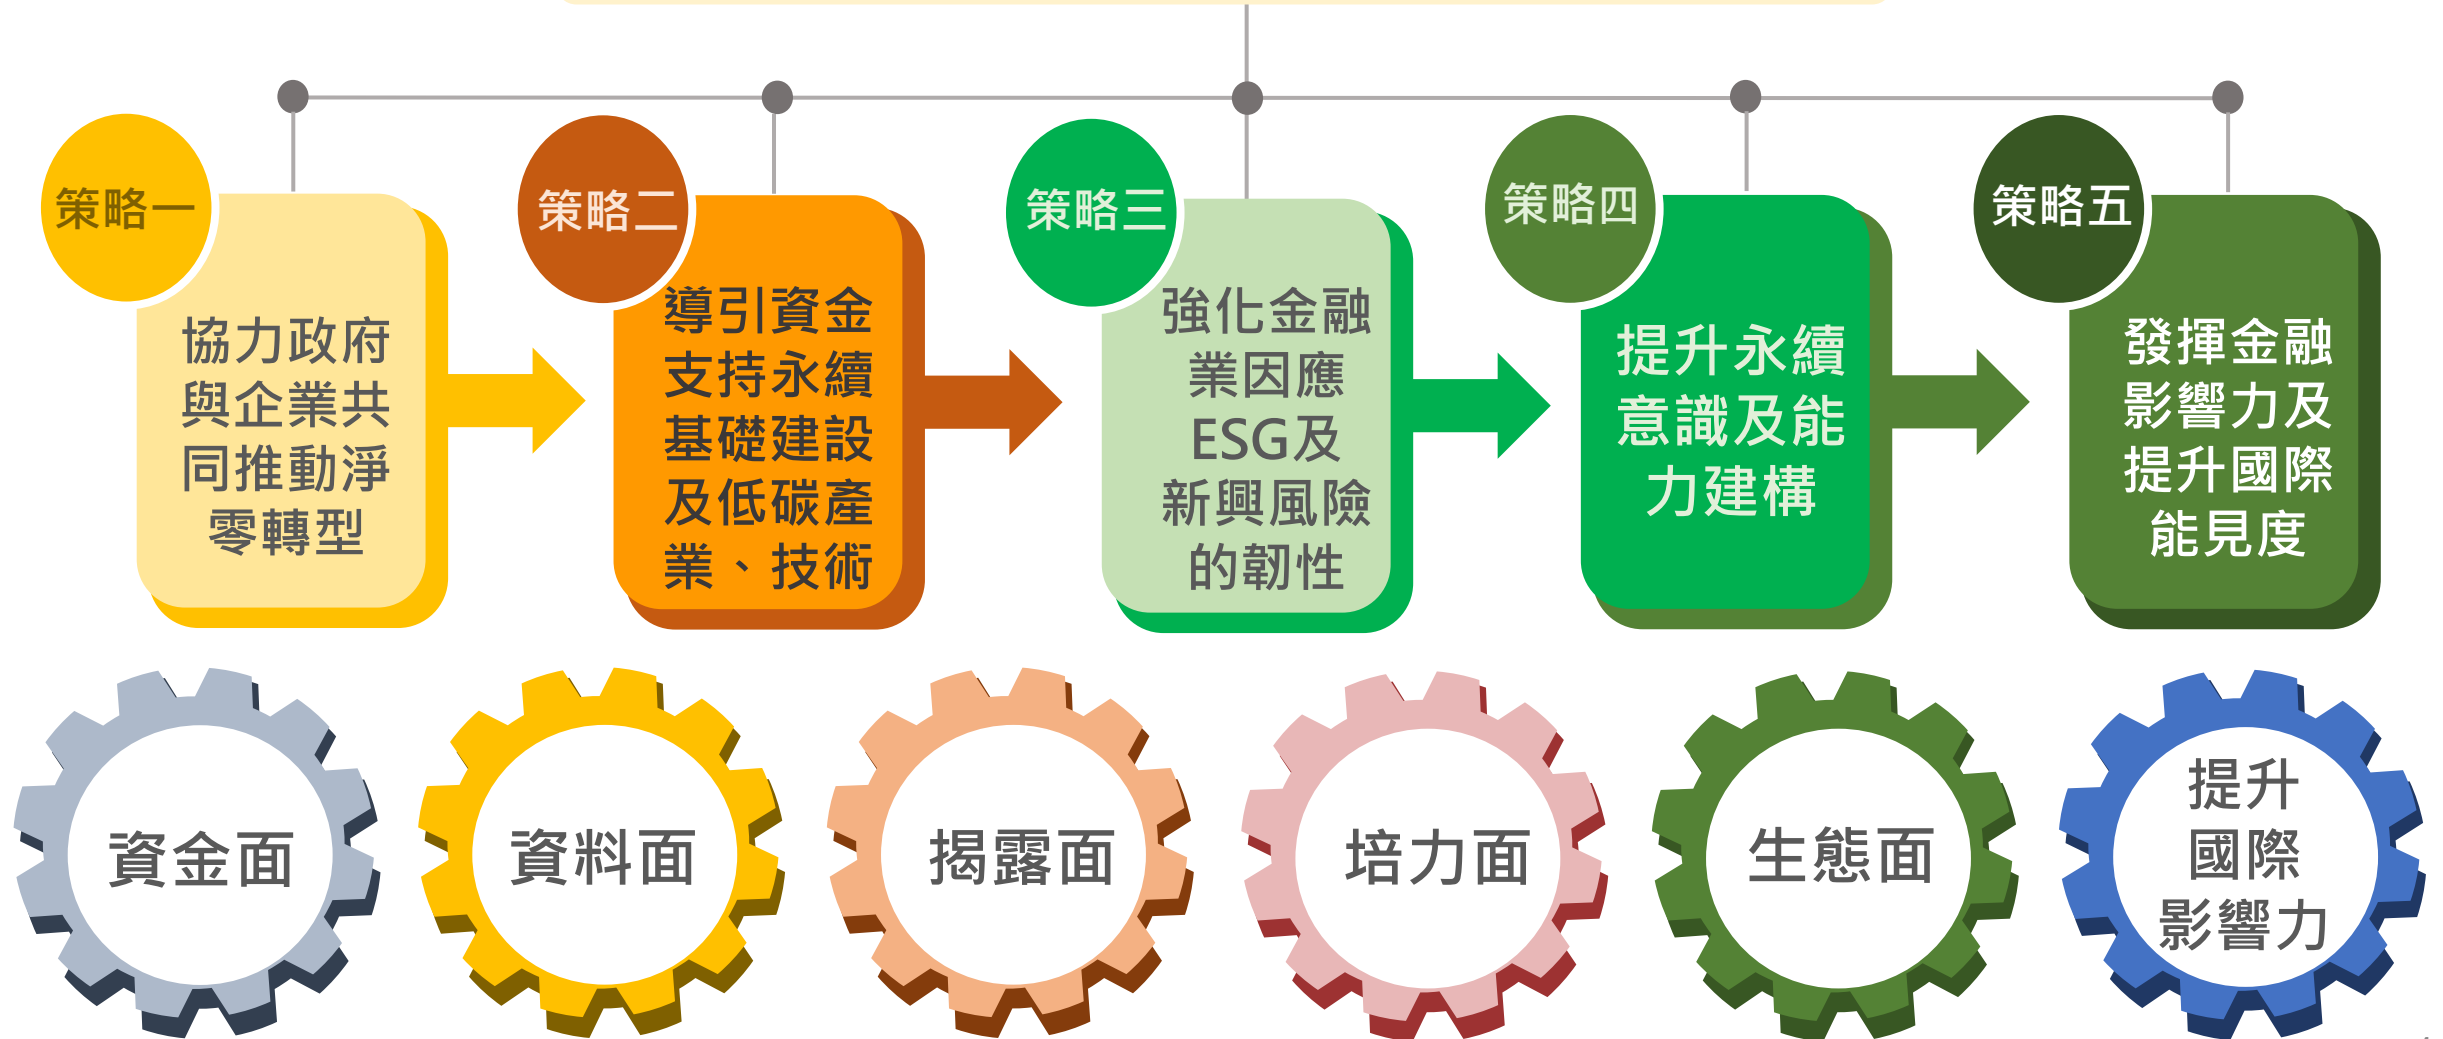 策略一
協力政府
與企業共
同推動淨
零轉型
策略二
導引資金
支持永續
基礎建設
及低碳產
業、技術
策略三
強化金融
業因應
ESG及
新興風險
的韌性
策略四
提升永續
意識及能
力建構
策略五
發揮金融
影響力及
提升國際
能見度
資金面
資料面
揭露面
培力面
生態面
提升
國際
影響力